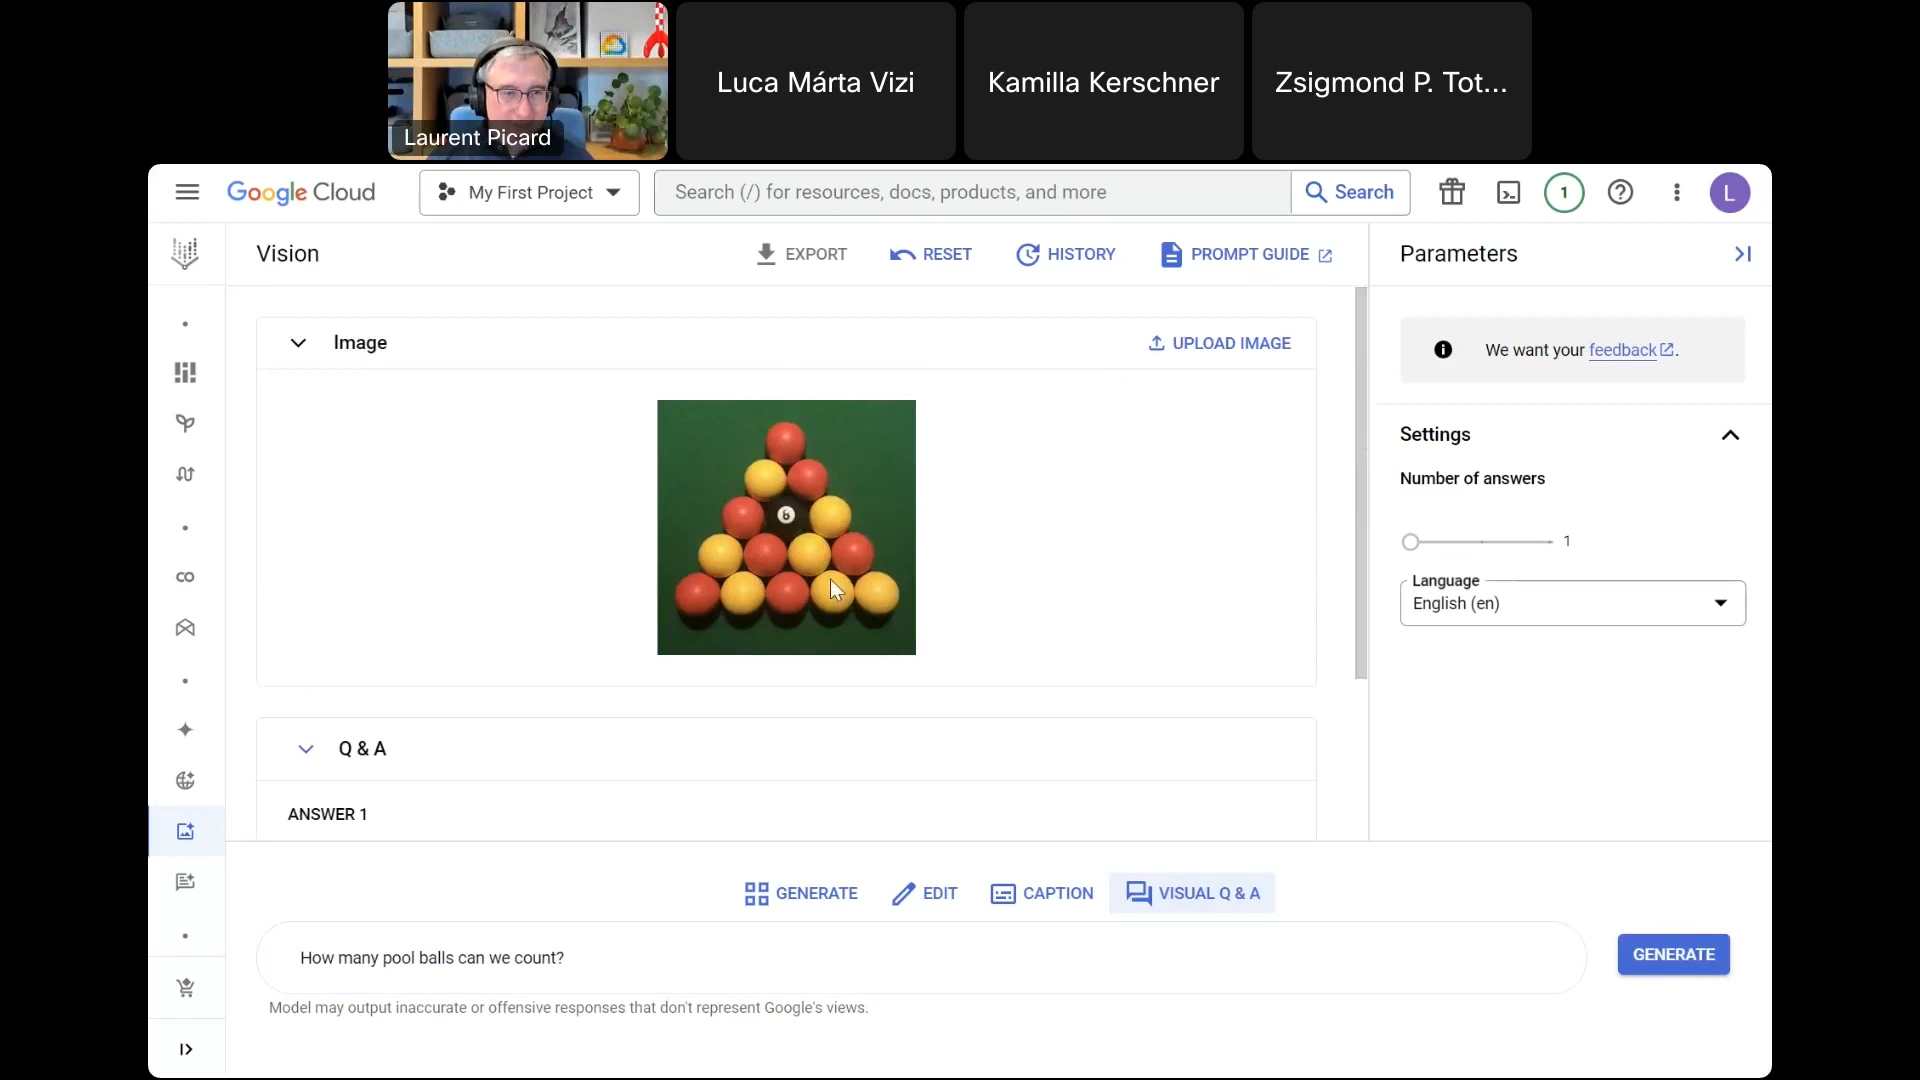 Laurent Picard
Luca Márta Vizi
Kamilla Kerschner
Zsigmond P. Tot...
Google Cloud
My First Project
Search (/) for resources, docs, products, and more
Search
1
L
Vision
EXPORT
RESET
HISTORY
PROMPT GUIDE
Parameters
Image
UPLOAD IMAGE
We want your feedback.
Settings
Number of answers
1
Language
English (en)
6
Q & A
ANSWER 1
GENERATE
EDIT
CAPTION
VISUAL Q & A
How many pool balls can we count?
GENERATE
Model may output inaccurate or offensive responses that don't represent Google's views.